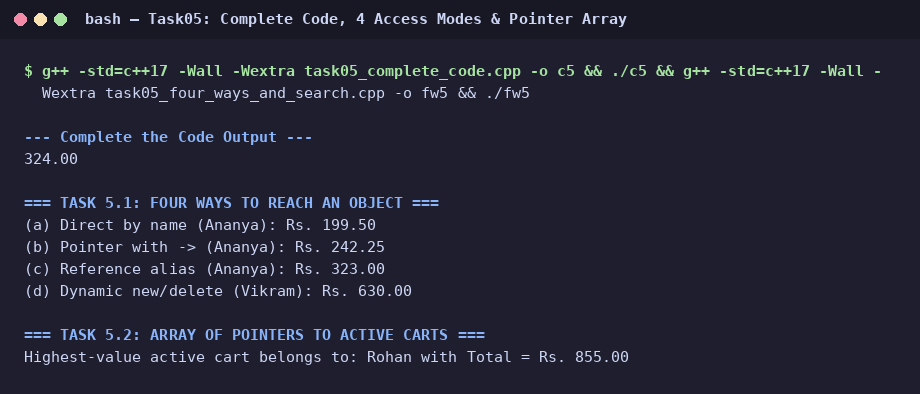 bash — Task05: Complete Code, 4 Access Modes & Pointer Array
$ g++ -std=c++17 -Wall -Wextra task05_complete_code.cpp -o c5 && ./c5 && g++ -std=c++17 -Wall -
Wextra task05_four_ways_and_search.cpp -o fw5 && ./fw5
--- Complete the Code Output ---
324.00
=== TASK 5.1: FOUR WAYS TO REACH AN OBJECT ===
(a) Direct by name (Ananya): Rs. 199.50
(b) Pointer with -> (Ananya): Rs. 242.25
(c) Reference alias (Ananya): Rs. 323.00
(d) Dynamic new/delete (Vikram): Rs. 630.00
=== TASK 5.2: ARRAY OF POINTERS TO ACTIVE CARTS ===
Highest-value active cart belongs to: Rohan with Total = Rs. 855.00